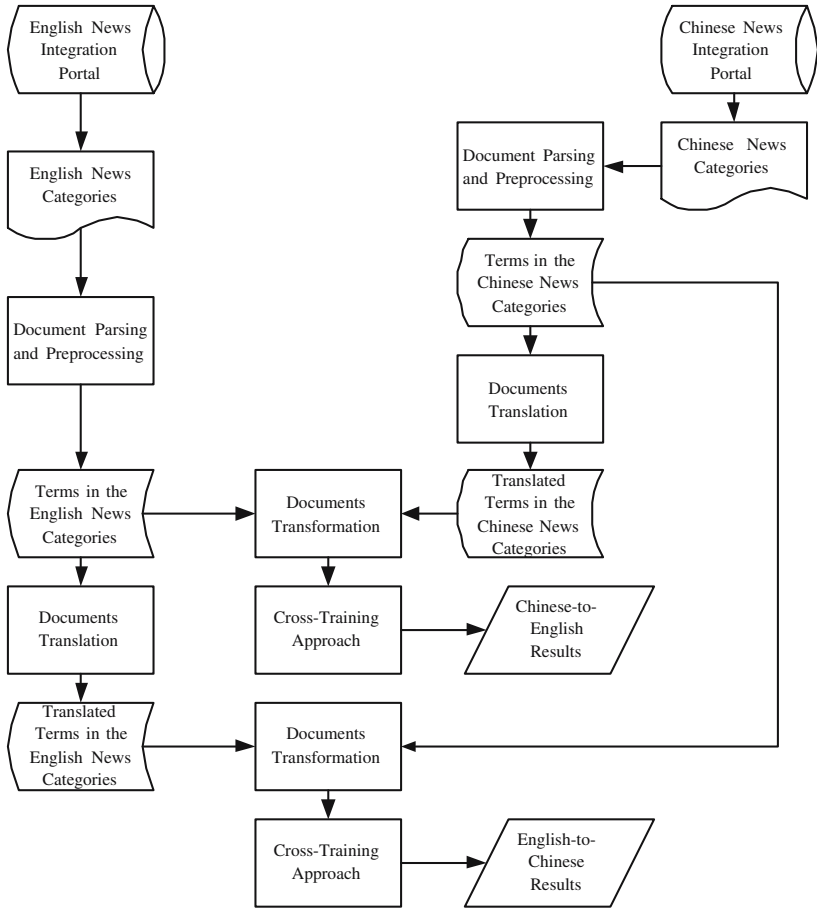 English News
Integration
Portal
Chinese News
Integration
Portal
English News
Categories
Document Parsing
and Preprocessing
Chinese News
Categories
Terms in the
Chinese News
Categories
Document Parsing
and Preprocessing
Documents
Translation
Terms in the
English News
Categories
Documents
Transformation
Translated
Terms in the
Chinese News
Categories
Documents
Translation
Cross-Training
Approach
Chinese-to-
English
Results
Translated
Terms in the
English News
Categories
Documents
Transformation
Cross-Training
Approach
English-to-
Chinese
Results